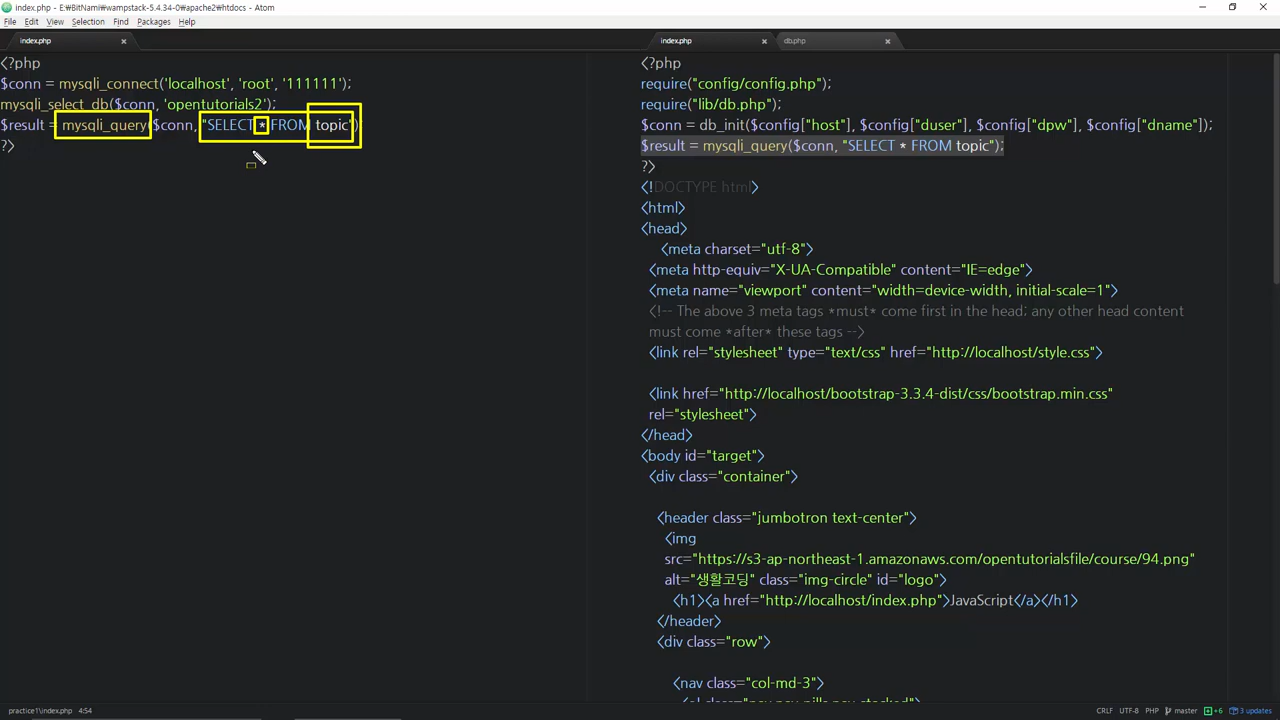 index.php - E:₩BitNami₩wampstack-5.4.34-0₩apache2₩htdocs - Atom
File Edit View Selection Find Packages Help
index.php
<?php
$conn = mysqli_connect('localhost', 'root', '111111');
mysqli_select_db($conn, 'opentutorials2');
$result = mysqli_query($conn, "SELECT * FROM topic")
?>
index.php db.php
<?php
require("config/config.php");
require("lib/db.php");
$conn = db_init($config["host"], $config["duser"], $config["dpw"], $config["dname"]);
$result = mysqli_query($conn, "SELECT * FROM topic");
?>
<!DOCTYPE html>
<html>
<head>
<meta charset="utf-8">
<meta http-equiv="X-UA-Compatible" content="IE=edge">
<meta name="viewport" content="width=device-width, initial-scale=1">
<!-- The above 3 meta tags *must* come first in the head; any other head content
must come *after* these tags -->
<link rel="stylesheet" type="text/css" href="http://localhost/style.css">
<link href="http://localhost/bootstrap-3.3.4-dist/css/bootstrap.min.css"
rel="stylesheet">
</head>
<body id="target">
<div class="container">
<header class="jumbotron text-center">
<img
src="https://s3-ap-northeast-1.amazonaws.com/opentutorialsfile/course/94.png"
alt="생활코딩" class="img-circle" id="logo">
<h1><a href="http://localhost/index.php">JavaScript</a></h1>
</header>
<div class="row">
<nav class="col-md-3">
practice1\index.php 4:54
CRLF UTF-8 PHP master +6 3 updates